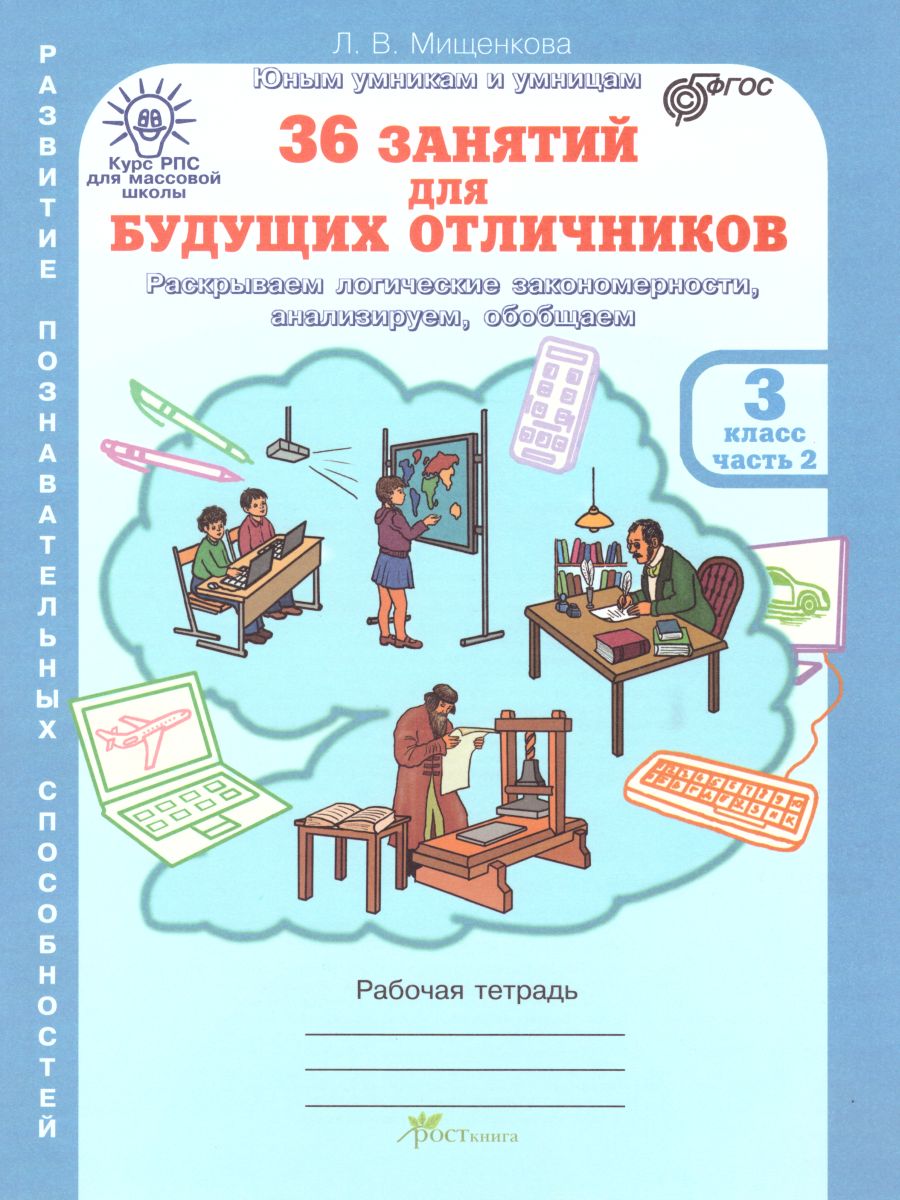 Л. В. Мищенкова
Юным умникам и умницам
ФГОС
Курс РПС
для массовой
школы
36 ЗАНЯТИЙ
для
БУДУЩИХ ОТЛИЧНИКОВ
Раскрываем логические закономерности,
анализируем, обобщаем
3
класс
часть 2
РАЗВИТИЕ ПОЗНАВАТЕЛЬНЫХ СПОСОБНОСТЕЙ
Рабочая тетрадь
РОСТкнига